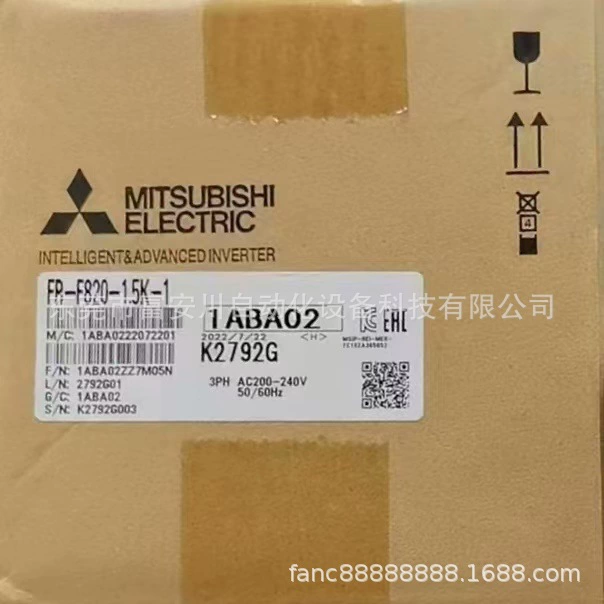 MITSUBISHI
ELECTRIC
INTELLIGENT&ADVANCED INVERTER
FR-F820-1.5K-1
东莞市富安川自动化设备科技有限公司
1ABA02
EAC
M/C: 1ABA0222072201
2022/7/22 <H>
K2792G
F/N: 1ABA02ZZ7M05N
L/N: 2792G01
G/C: 1ABA02
S/N: K2792G003
3PH AC200-240V
50/60Hz
4
fanc88888888.1688.com